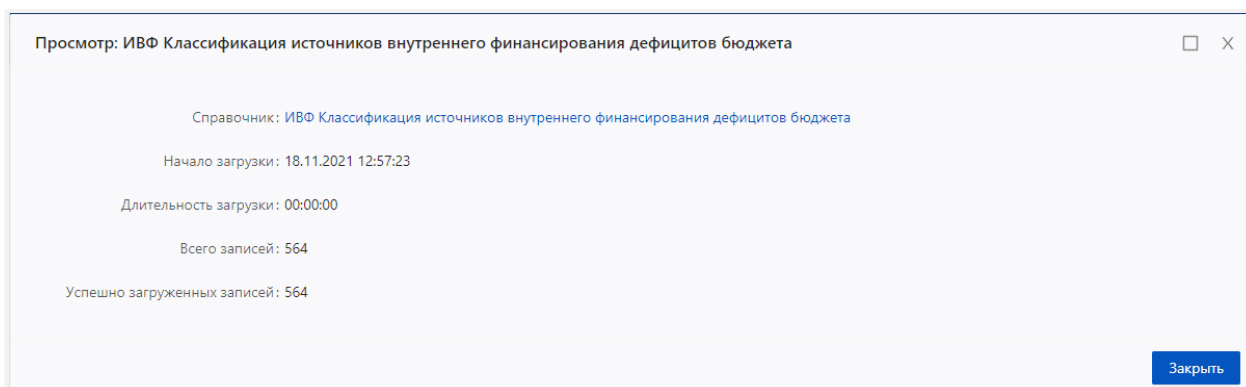 Просмотр: ИВФ Классификация источников внутреннего финансирования дефицитов бюджета
Справочник: ИВФ Классификация источников внутреннего финансирования дефицитов бюджета
Начало загрузки: 18.11.2021 12:57:23
Длительность загрузки: 00:00:00
Всего записей: 564
Успешно загруженных записей: 564
Закрыть